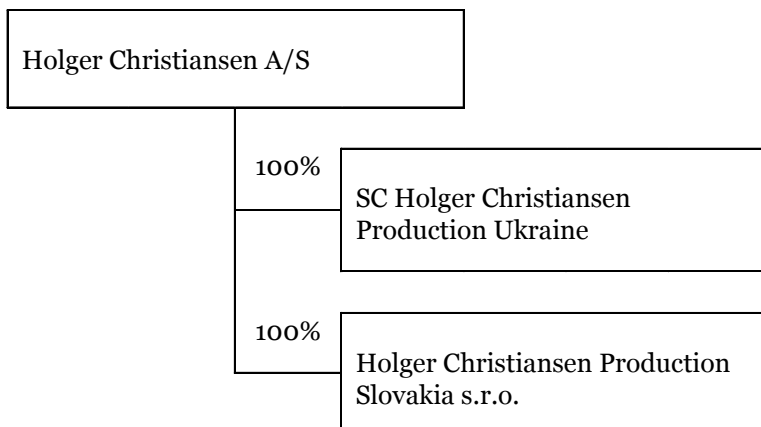 Holger Christiansen A/S
100%
SC Holger Christiansen
Production Ukraine
100%
Holger Christiansen Production
Slovakia s.r.o.